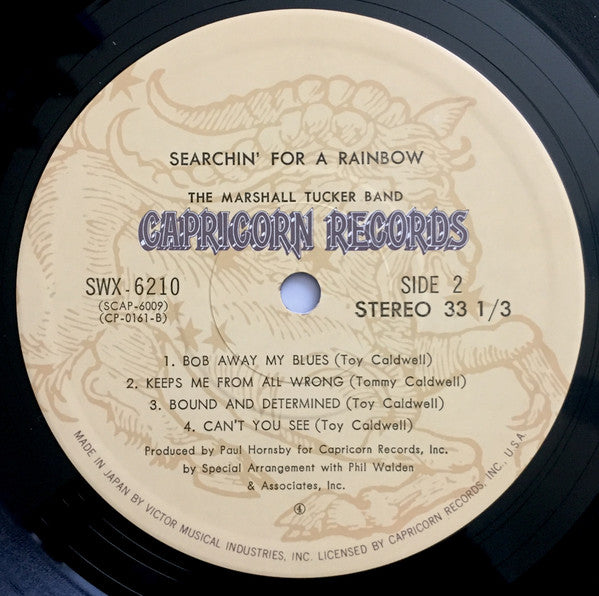 SEARCHIN' FOR A RAINBOW
THE MARSHALL TUCKER BAND
CAPRICORN RECORDS
SWX-6210
(SCAP-6009)
(CP-0161-B)
SIDE 2
STEREO 33 1/3
1. BOB AWAY MY BLUES (Toy Caldwell)
2. KEEPS ME FROM ALL WRONG (Tommy Caldwell)
3. BOUND AND DETERMINED (Toy Caldwell)
4. CAN'T YOU SEE (Toy Caldwell)
Produced by Paul Hornsby for Capricorn Records, Inc.
by Special Arrangement with Phil Walden
& Associates, Inc.
④
MADE IN JAPAN BY VICTOR MUSICAL INDUSTRIES, INC. LICENSED BY CAPRICORN RECORDS, INC., U.S.A.